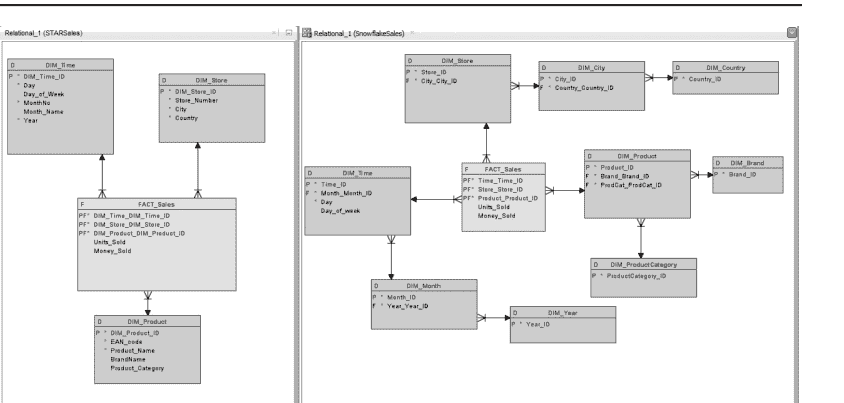 Relational_1 (STARSales)
D DIM_Time
P * DIM_Time_ID
* Day
Day_of_Week
* MonthNo
Month_Name
* Year
D DIM_Store
P * DIM_Store_ID
* Store_Number
* City
* Country
F FACT_Sales
PF* DIM_Time_DIM_Time_ID
PF* DIM_Store_DIM_Store_ID
PF* DIM_Product_DIM_Product_ID
Units_Sold
Money_Sold
D DIM_Product
P * DIM_Product_ID
* EAN_code
* Product_Name
BrandName
Product_Category
Relational_1 (SnowflakeSales)
D DIM_Store
P * Store_ID
F * City_City_ID
D DIM_City
P * City_ID
F * Country_Country_ID
D DIM_Country
P * Country_ID
D DIM_Time
P * Time_ID
F * Month_Month_ID
* Day
Day_of_week
F FACT_Sales
PF* Time_Time_ID
PF* Store_Store_ID
PF* Product_Product_ID
Units_Sold
Money_Sold
D DIM_Product
P * Product_ID
F * Brand_Brand_ID
F * ProdCat_ProdCat_ID
D DIM_Brand
P * Brand_ID
D DIM_ProductCategory
P * ProductCategory_ID
D DIM_Month
P * Month_ID
F * Year_Year_ID
D DIM_Year
P * Year_ID